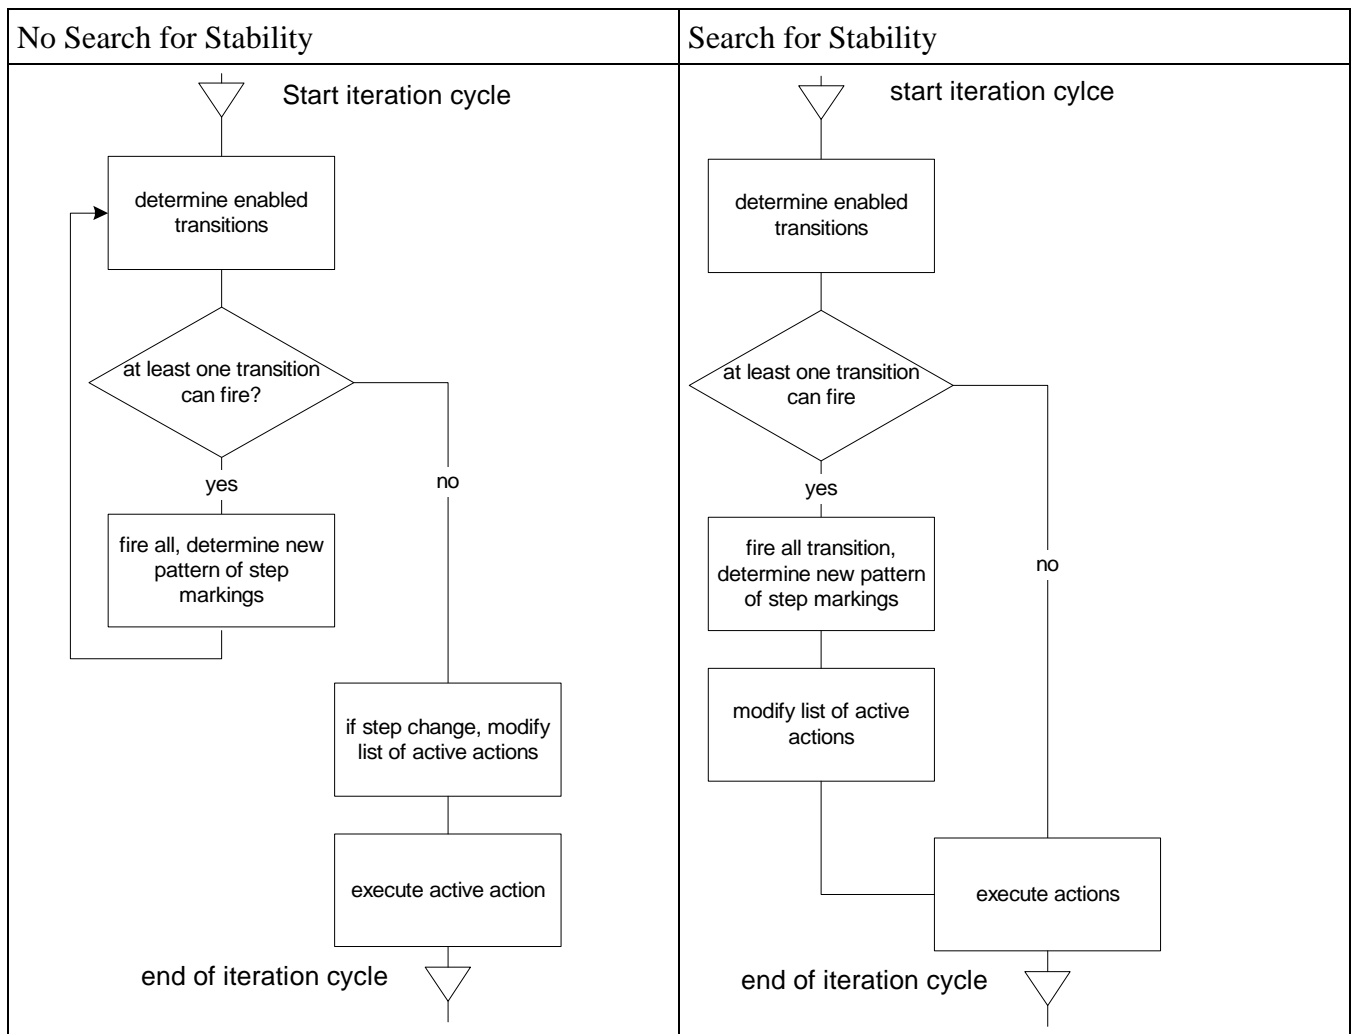 No Search for Stability
Start iteration cycle
determine enabled
transitions
at least one transition
can fire?
yes
no
fire all, determine new
pattern of step
markings
if step change, modify
list of active actions
execute active action
end of iteration cycle
Search for Stability
start iteration cylce
determine enabled
transitions
at least one transition
can fire
yes
no
fire all transition,
determine new pattern
of step markings
modify list of active
actions
execute actions
end of iteration cycle